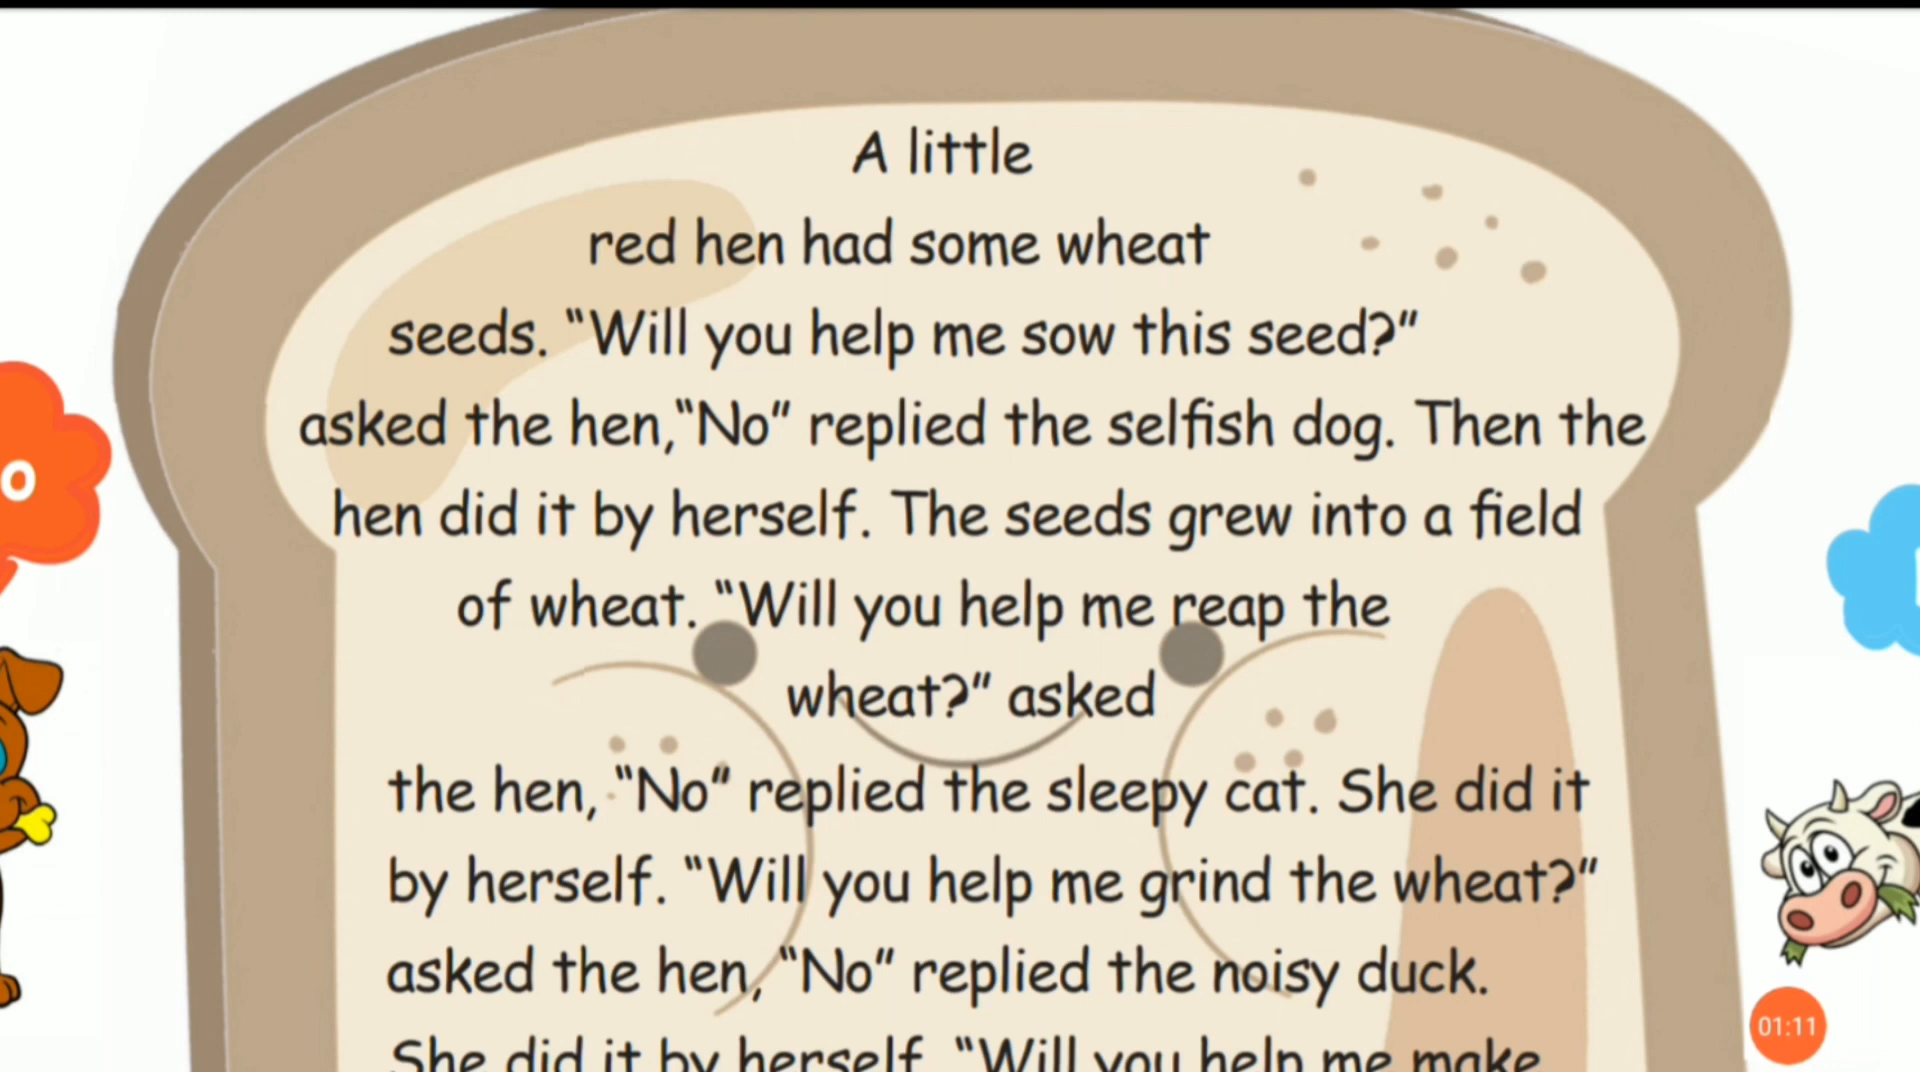 A little
red hen had some wheat
seeds. “Will you help me sow this seed?”
asked the hen,“No” replied the selfish dog. Then the
hen did it by herself. The seeds grew into a field
of wheat. “Will you help me reap the
wheat?” asked
the hen, “No” replied the sleepy cat. She did it
by herself. “Will you help me grind the wheat?”
asked the hen, “No” replied the noisy duck.
She did it by herself. “Will you help me make
o
01:11